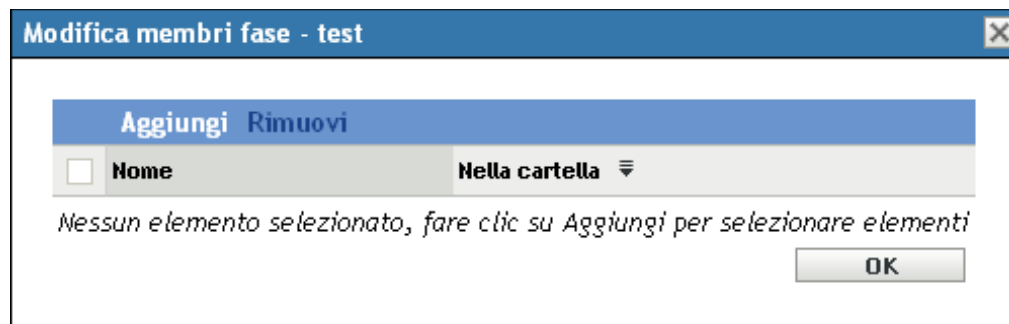 Modifica membri fase - test
Aggiungi Rimuovi
Nome Nella cartella
Nessun elemento selezionato, fare clic su Aggiungi per selezionare elementi
OK